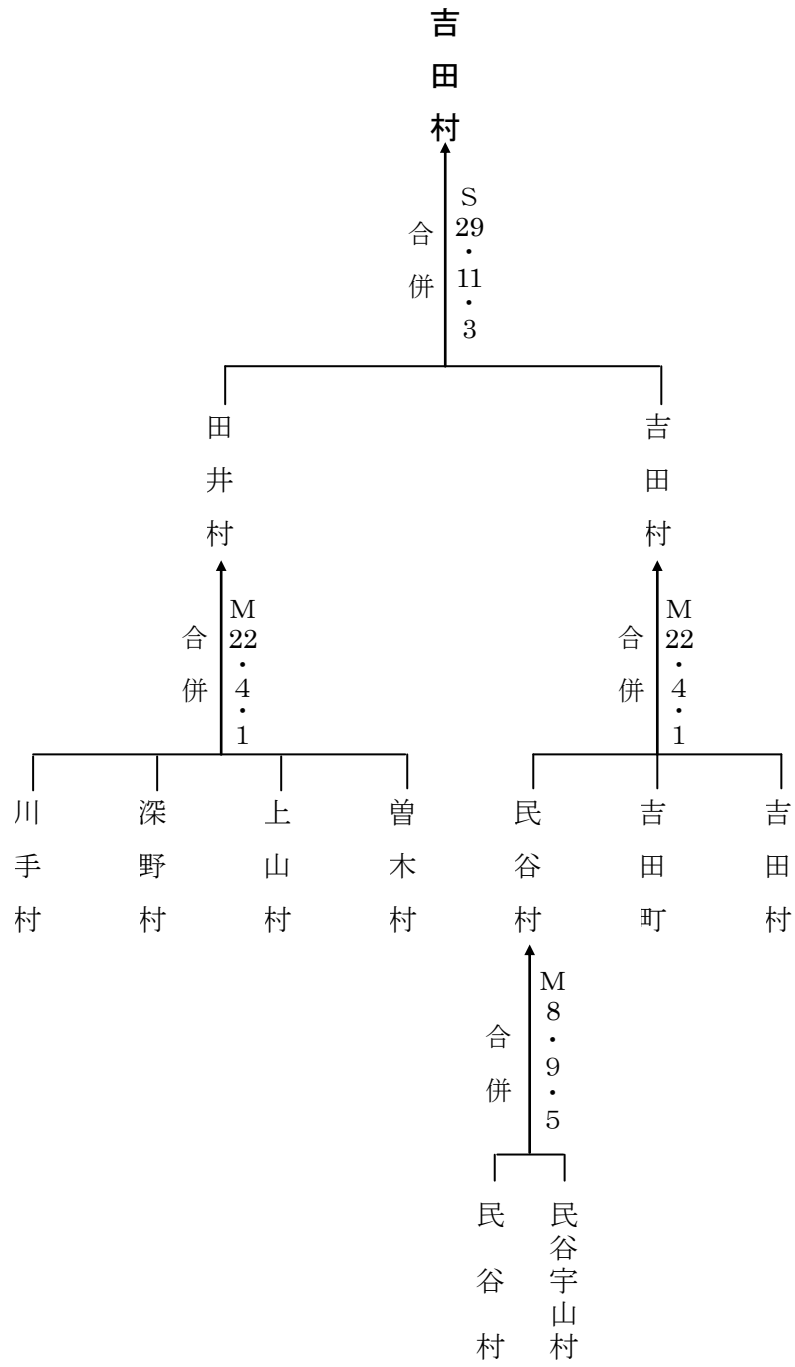 吉田村
S29・11・3
合併
吉田村
田井村
M22・4・1
合併
M22・4・1
合併
吉田村
吉田町
民谷村
曽木村
上山村
深野村
川手村
M8・9・5
合併
民谷宇山村
民谷村